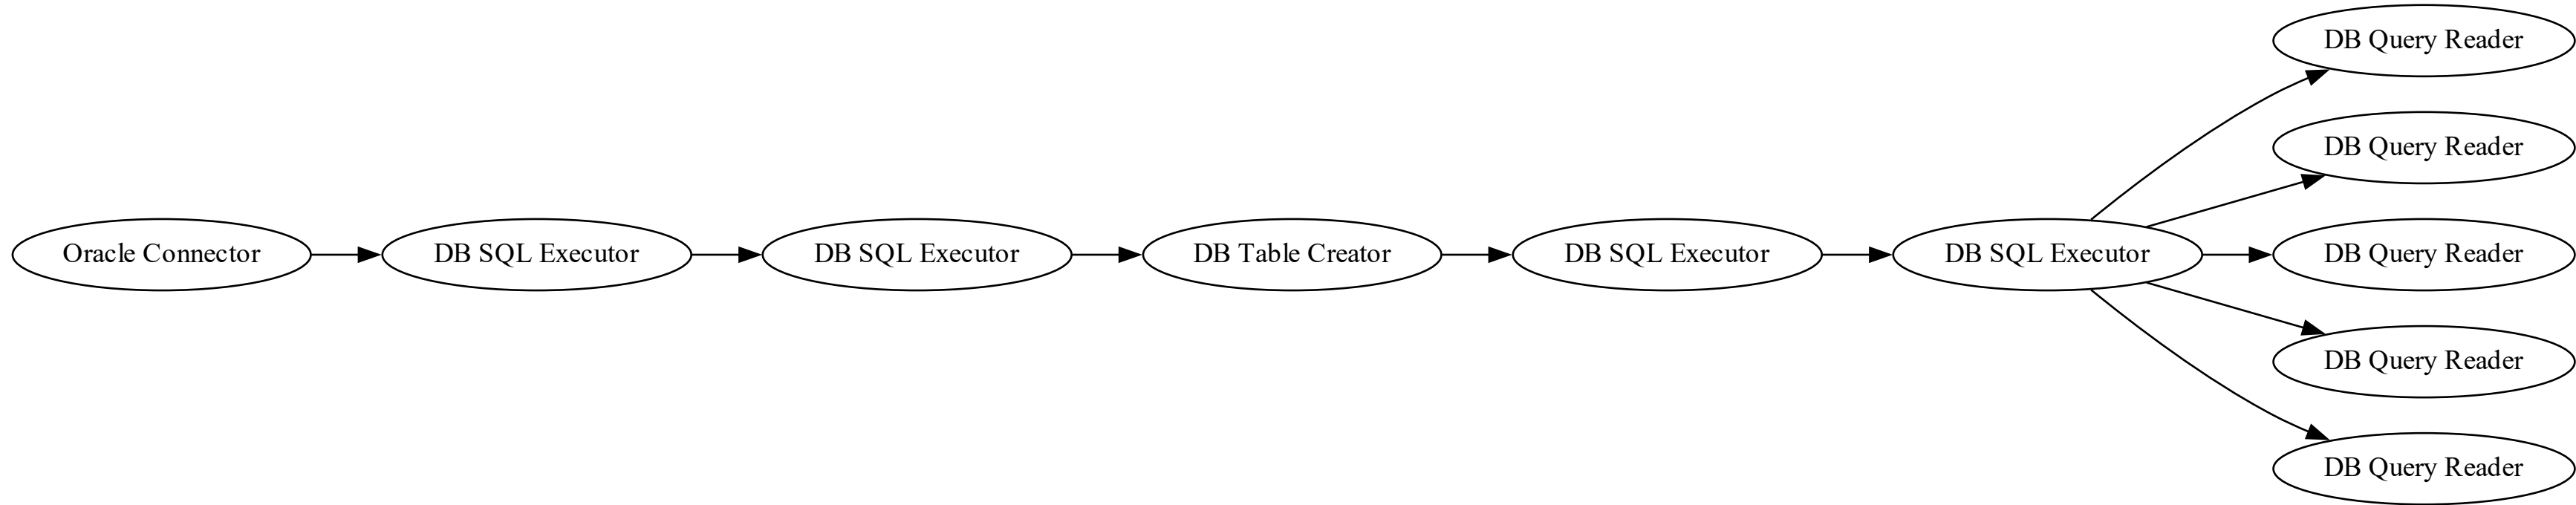 Oracle Connector
DB SQL Executor
DB SQL Executor
DB Table Creator
DB SQL Executor
DB SQL Executor
DB Query Reader
DB Query Reader
DB Query Reader
DB Query Reader
DB Query Reader